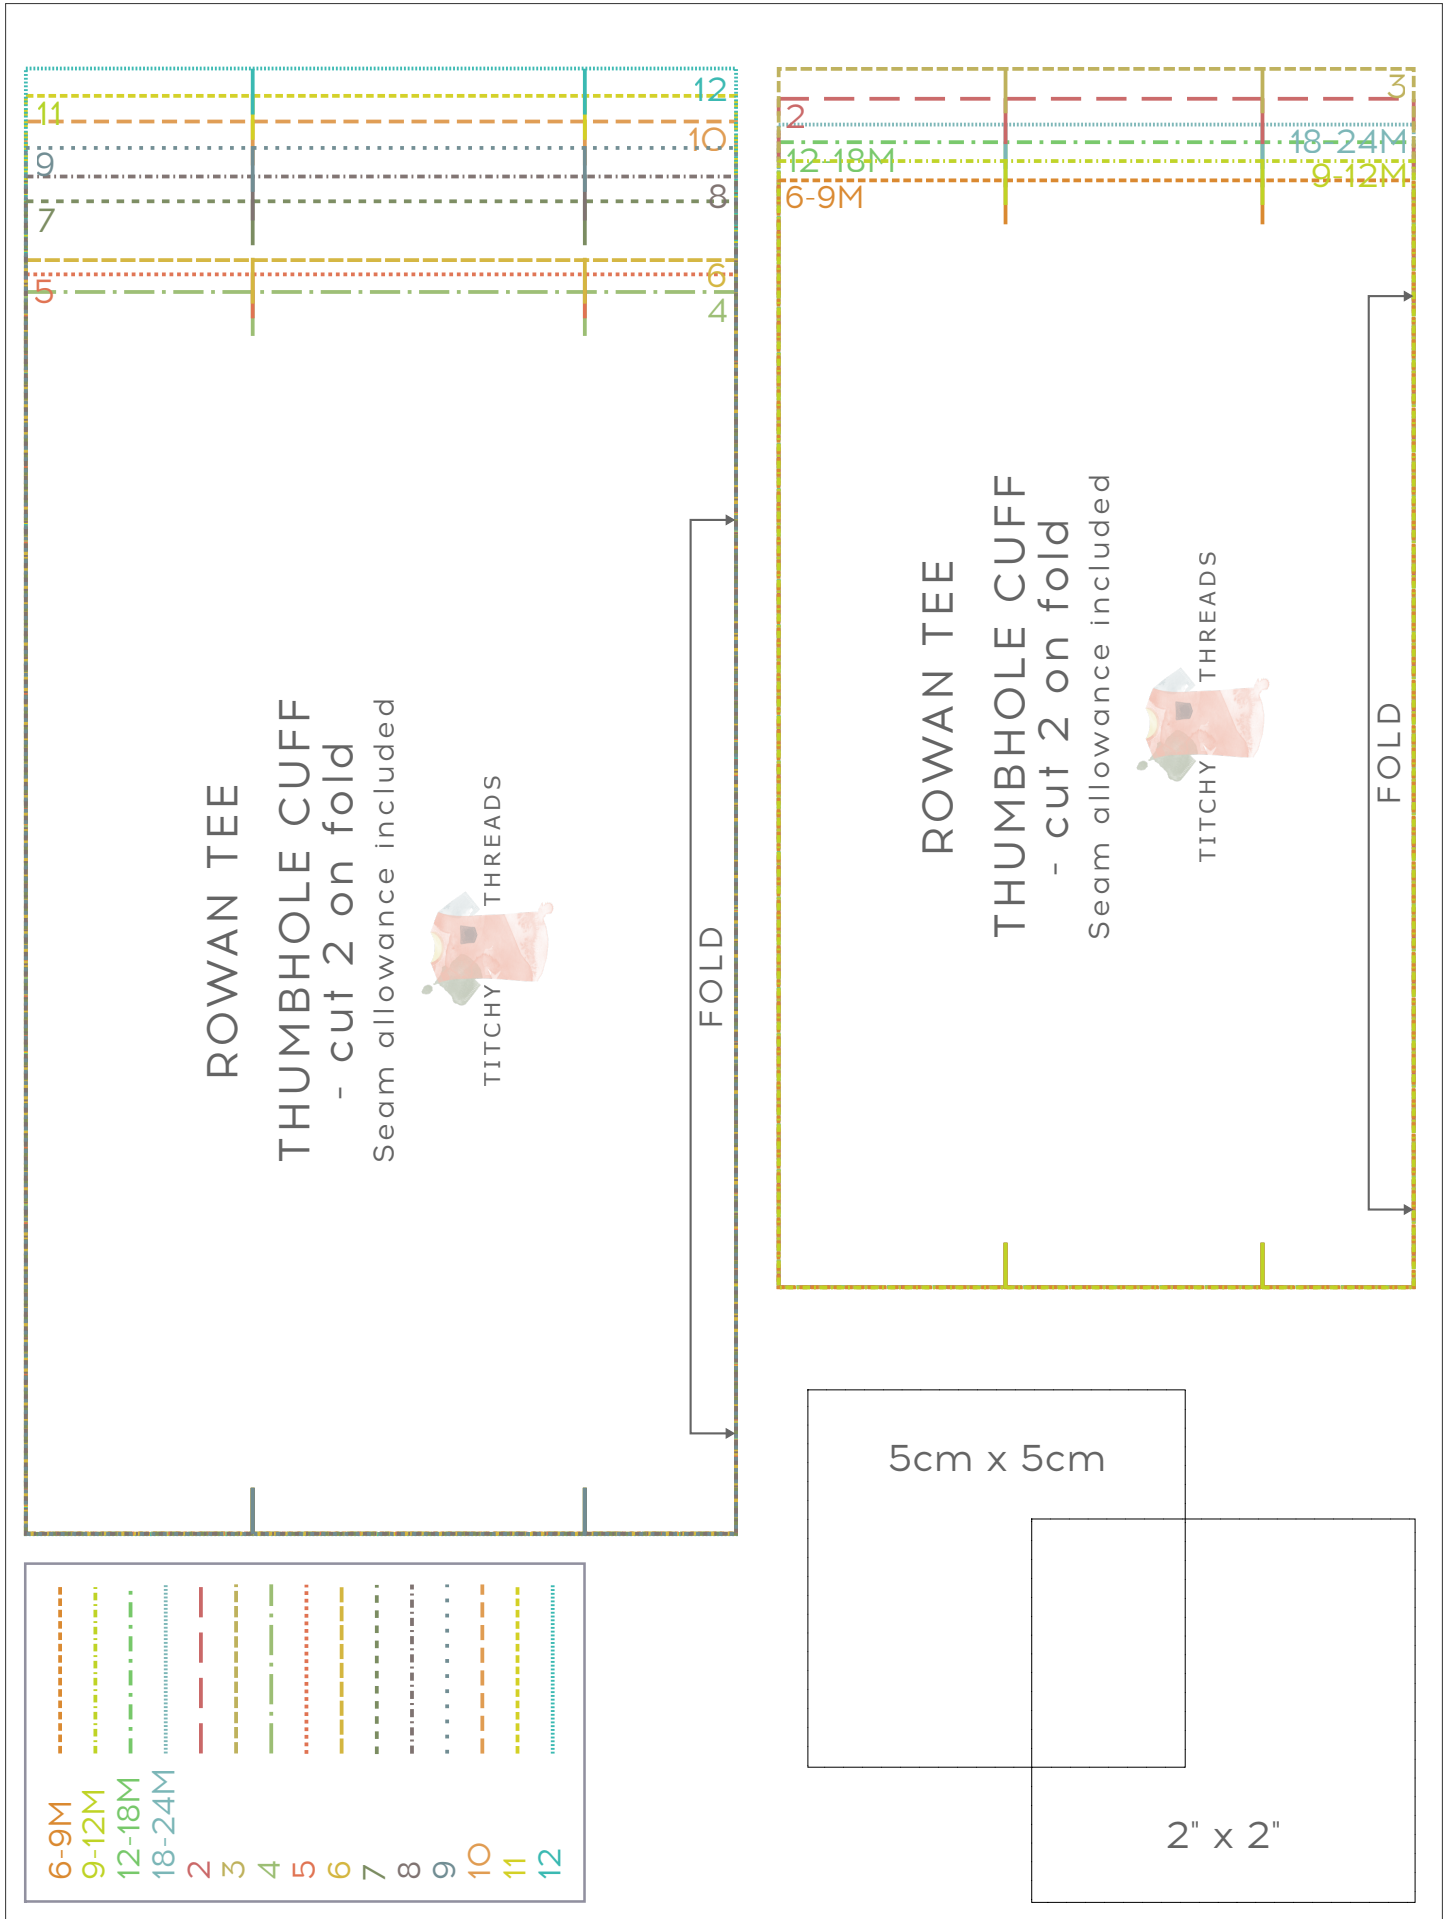 12
11
10
9
8
7
6
5
4
ROWAN TEE
THUMBHOLE CUFF
- cut 2 on fold
Seam allowance included
TITCHY THREADS
FOLD
3
2
18-24M
12-18M
9-12M
6-9M
ROWAN TEE
THUMBHOLE CUFF
- cut 2 on fold
Seam allowance included
TITCHY THREADS
FOLD
5cm x 5cm
2" x 2"
6-9M
9-12M
12-18M
18-24M
2
3
4
5
6
7
8
9
10
11
12